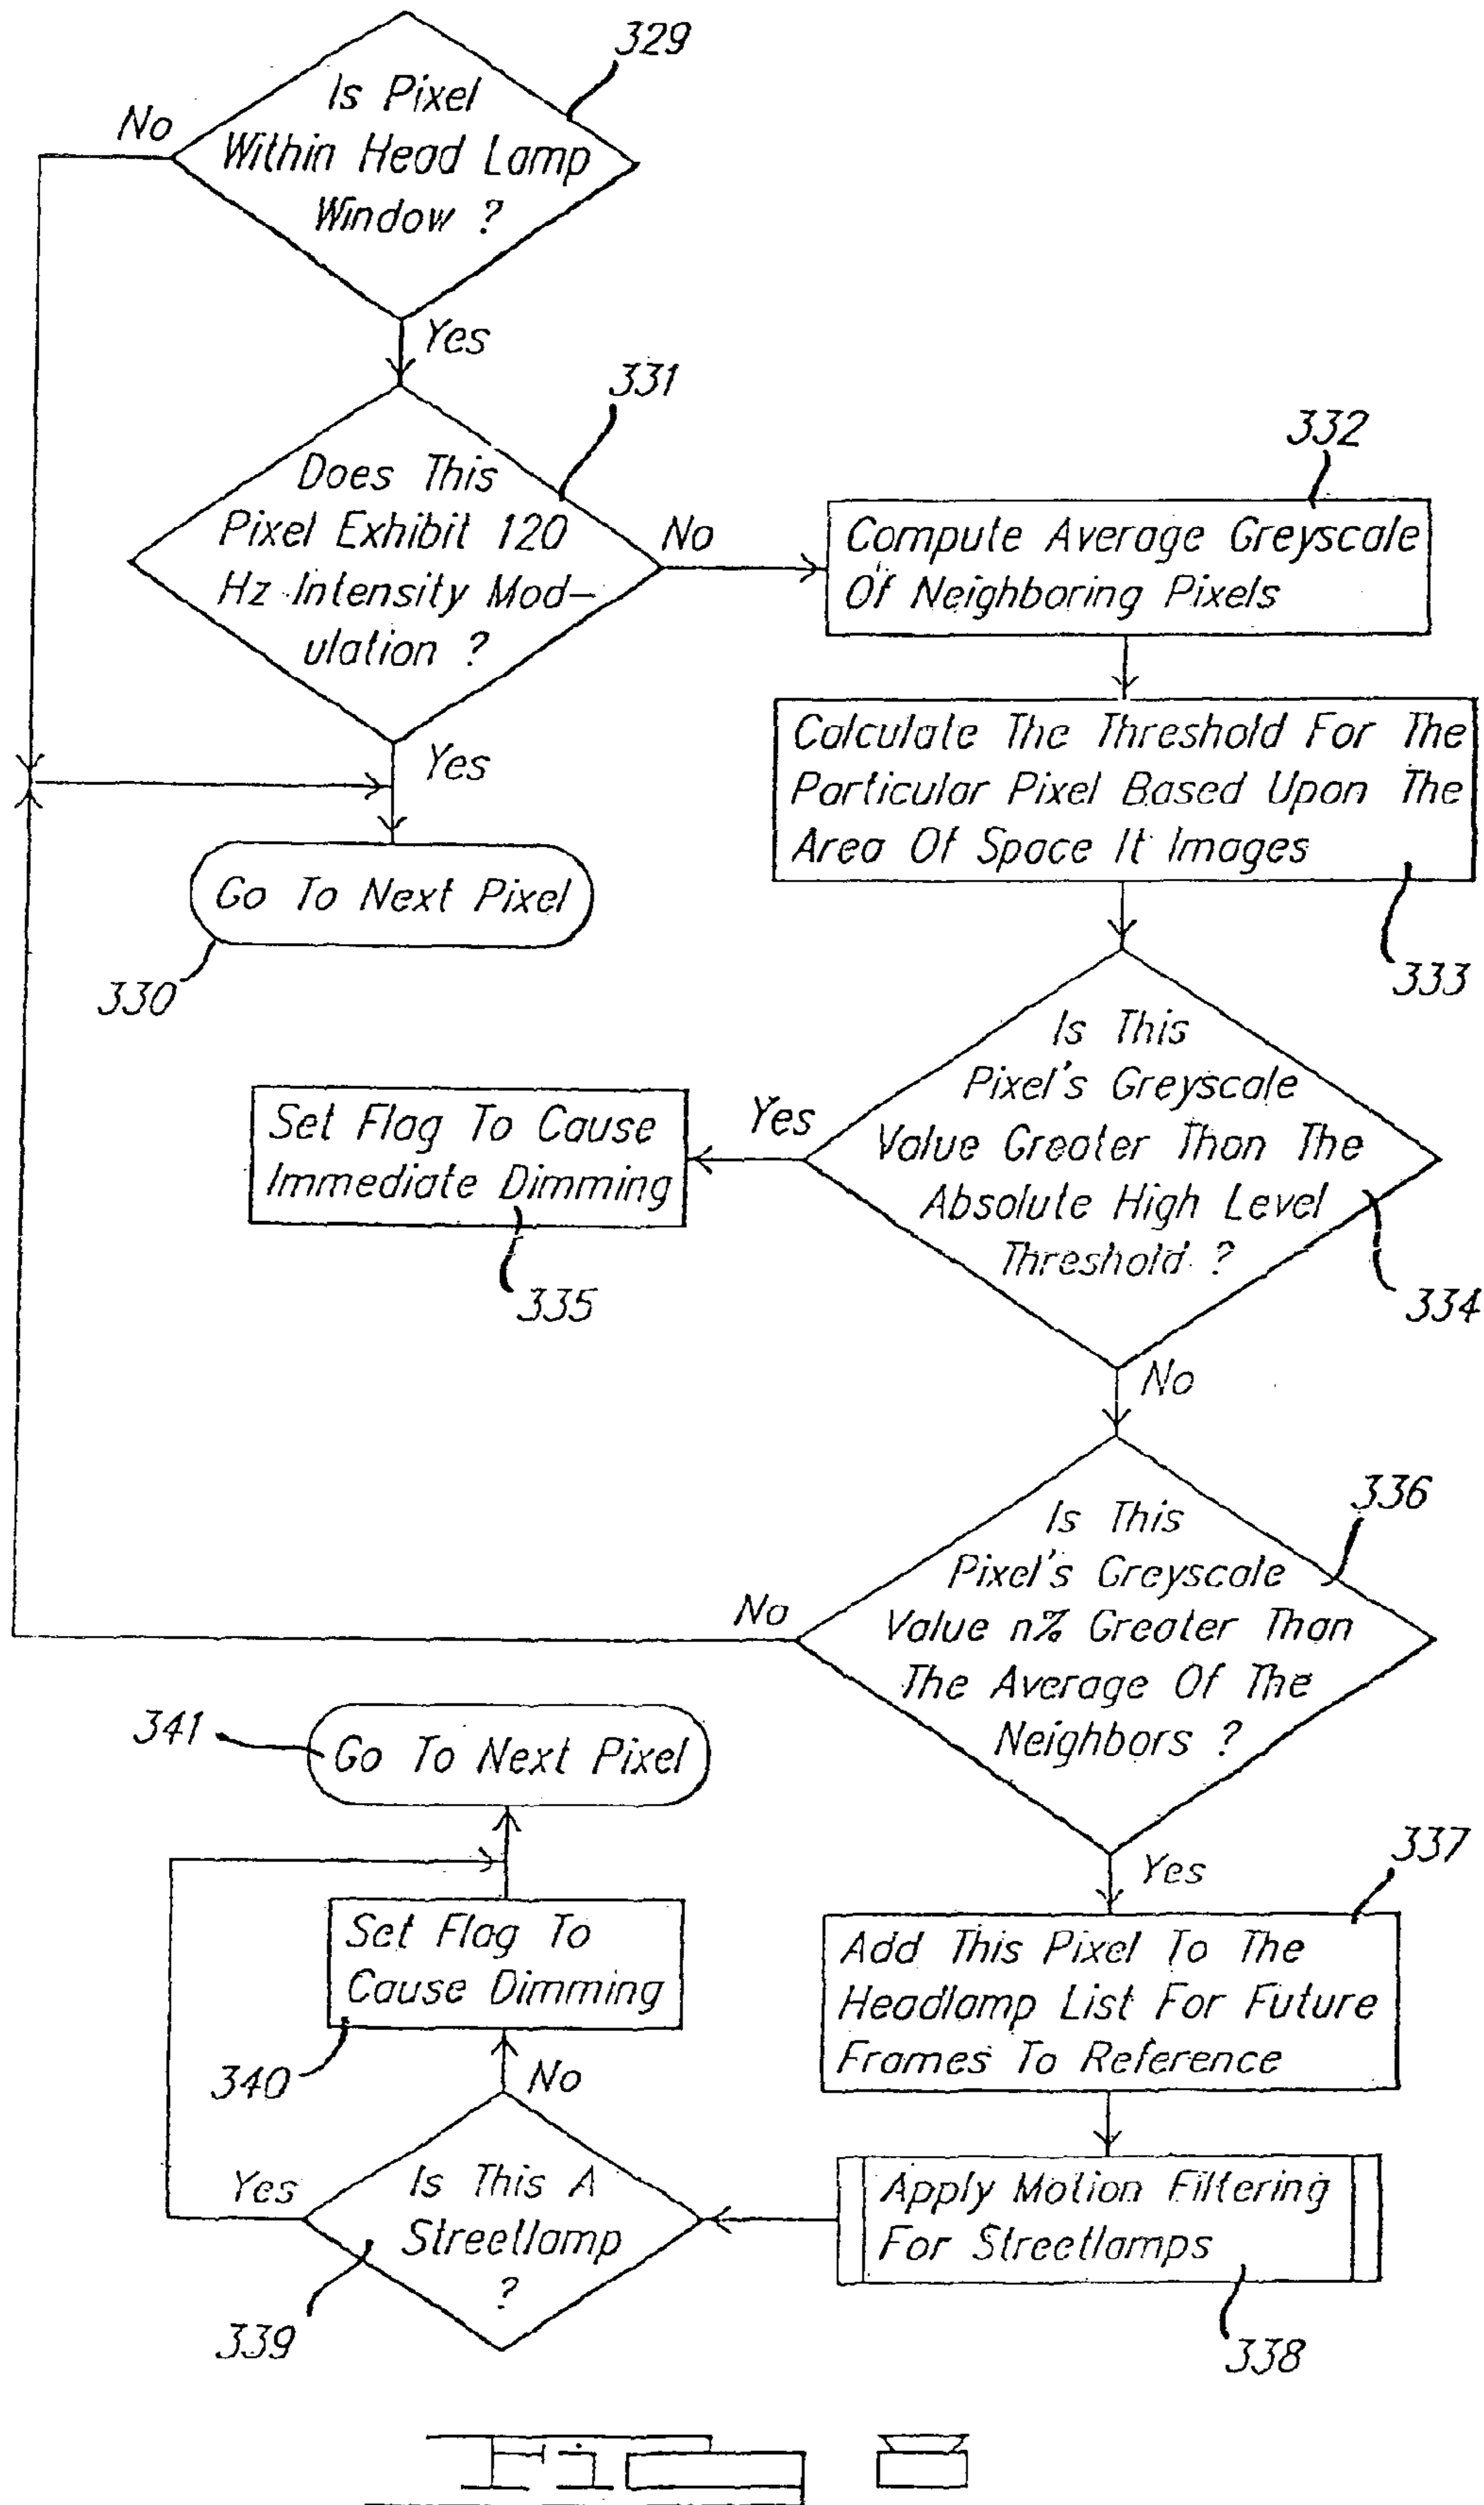 329
Is Pixel
Within Head Lamp
Window ?
No
Yes
331
Does This
Pixel Exhibit 120
Hz Intensity Mod-
ulation ?
No
Yes
332
Compute Average Greyscale
Of Neighboring Pixels
Calculate The Threshold For The
Particular Pixel Based Upon The
Area Of Space It Images
333
Go To Next Pixel
330
Is This
Pixel's Greyscale
Value Greater Than The
Absolute High Level
Threshold ?
334
Yes
Set Flag To Cause
Immediate Dimming
335
No
336
Is This
Pixel's Greyscale
Value n% Greater Than
The Average Of The
Neighbors ?
No
Yes
337
Add This Pixel To The
Headlamp List For Future
Frames To Reference
Apply Motion Filtering
For Streetlamps
338
Is This A
Streetlamp
?
339
Yes
No
Set Flag To
Cause Dimming
340
341
Go To Next Pixel
Fig 8